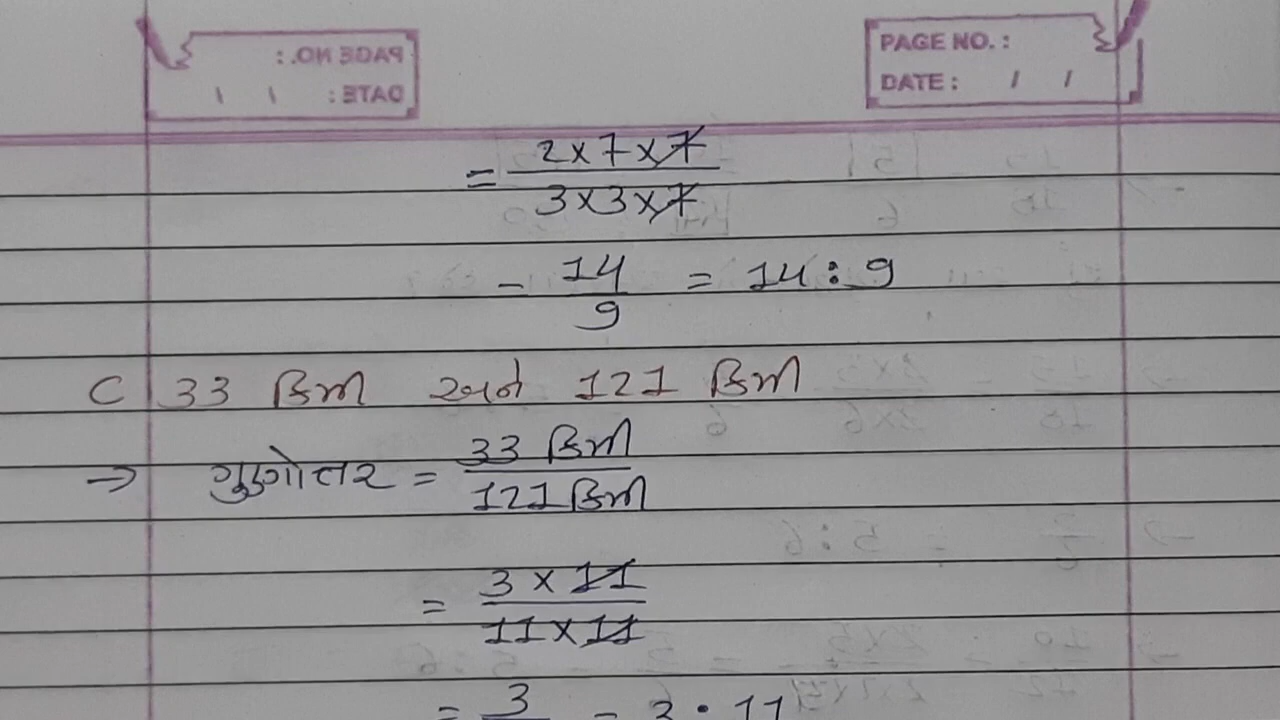 PAGE NO. :
DATE : / /
= 2 x 7 x 7 / 3 x 3 x 7
- 14 / 9 = 14 : 9
C 33 કિમી અને 121 કિમી
→ ગુણોત્તર = 33 કિમી / 121 કિમી
= 3 x 11 / 11 x 11
= 3 = 3 : 11